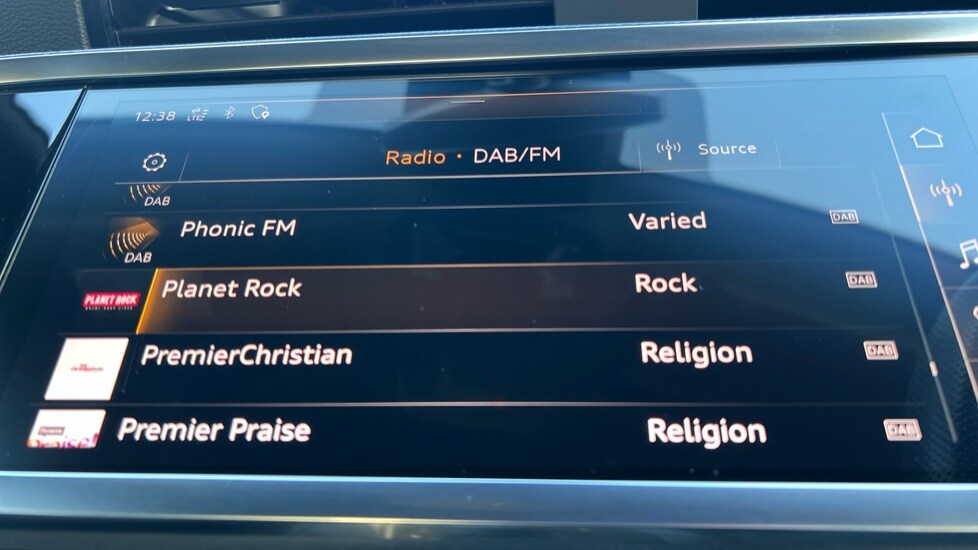 12:38 LTE
Radio • DAB/FM
Source
DAB
Phonic FM Varied DAB
DAB
Planet Rock Rock DAB
PLANET ROCK
PremierChristian Religion DAB
Premier Praise Religion DAB